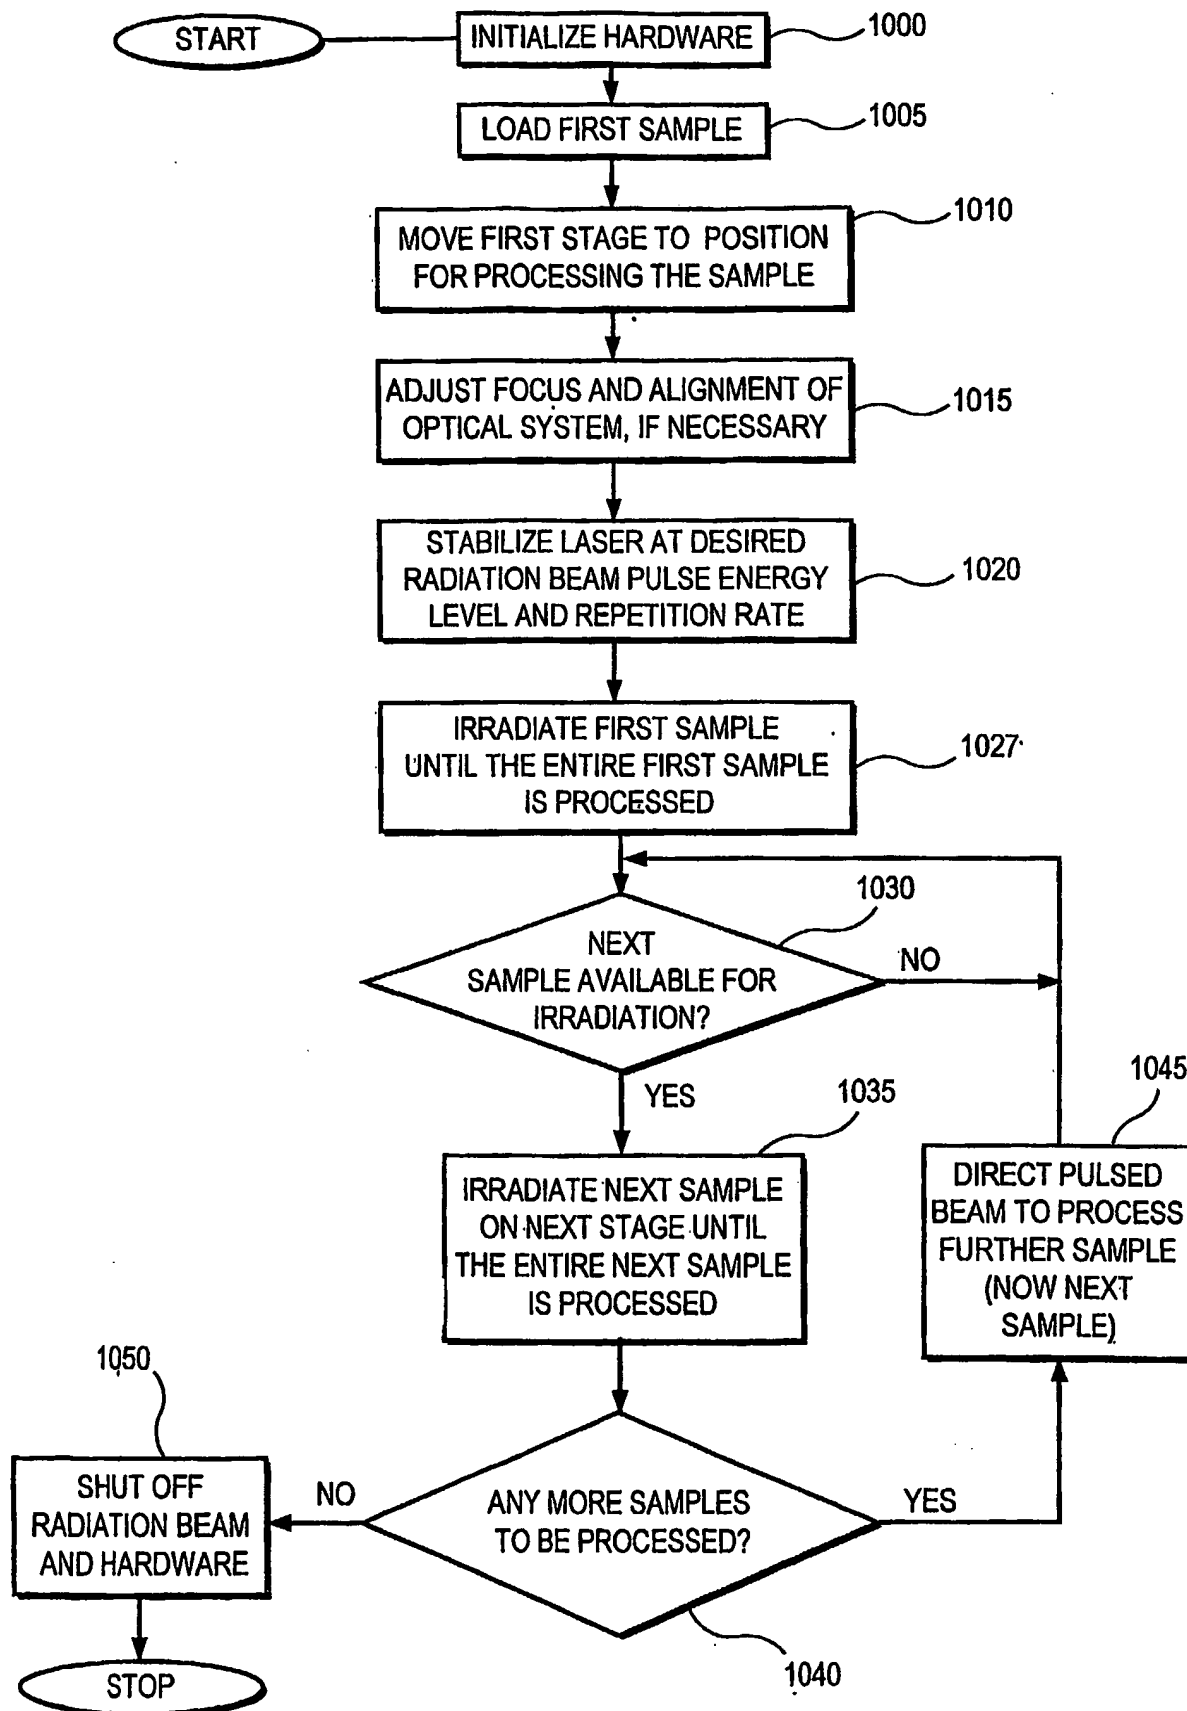 START
INITIALIZE HARDWARE
1000
LOAD FIRST SAMPLE
1005
MOVE FIRST STAGE TO POSITION
FOR PROCESSING THE SAMPLE
1010
ADJUST FOCUS AND ALIGNMENT OF
OPTICAL SYSTEM, IF NECESSARY
1015
STABILIZE LASER AT DESIRED
RADIATION BEAM PULSE ENERGY
LEVEL AND REPETITION RATE
1020
IRRADIATE FIRST SAMPLE
UNTIL THE ENTIRE FIRST SAMPLE
IS PROCESSED
1027
1030
NEXT
SAMPLE AVAILABLE FOR
IRRADIATION?
NO
YES
1035
IRRADIATE NEXT SAMPLE
ON NEXT STAGE UNTIL
THE ENTIRE NEXT SAMPLE
IS PROCESSED
1045
DIRECT PULSED
BEAM TO PROCESS
FURTHER SAMPLE
(NOW NEXT
SAMPLE)
1050
SHUT OFF
RADIATION BEAM
AND HARDWARE
NO
ANY MORE SAMPLES
TO BE PROCESSED?
YES
1040
STOP